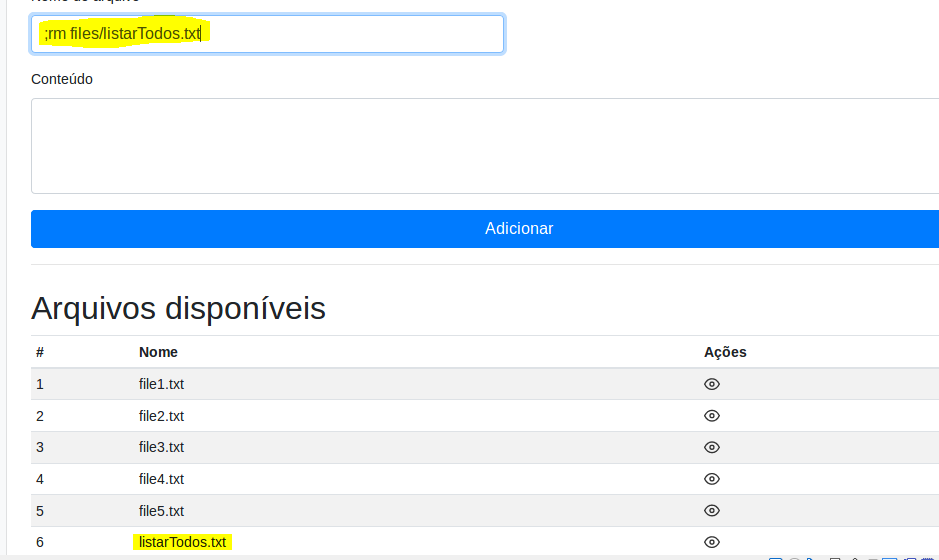 Nome do arquivo
;rm files/listarTodos.txt
Conteúdo
Adicionar
Arquivos disponíveis
# Nome Ações
1 file1.txt
2 file2.txt
3 file3.txt
4 file4.txt
5 file5.txt
6 listarTodos.txt